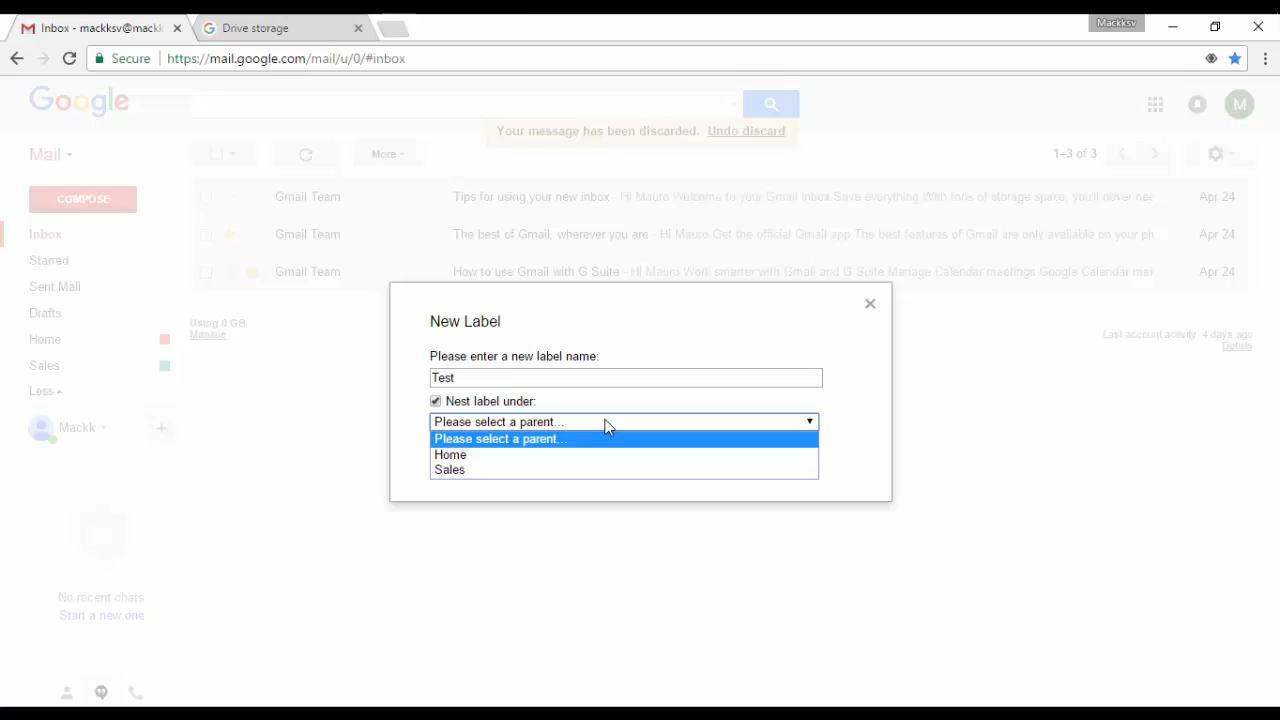 Inbox - mackksv@mackk
Drive storage
Mackksv
Secure
https://mail.google.com/mail/u/0/#inbox
Google
M
Your message has been discarded. Undo discard
Mail
More
1–3 of 3
COMPOSE
Gmail Team Tips for using your new inbox - Hi Mauro Welcome to your Gmail inbox Save everything With tons of storage space, you'll never nee Apr 24
Inbox
Gmail Team The best of Gmail, wherever you are - Hi Mauro Get the official Gmail app The best features of Gmail are only available on your ph Apr 24
Starred
Gmail Team How to use Gmail with G Suite - Hi Mauro Work smarter with Gmail and G Suite Manage Calendar meetings Google Calendar mai Apr 24
Sent Mail
Drafts
Home
Sales
Less
Using 0 GB
Manage
Last account activity: 4 days ago
Details
Mackk
New Label
Please enter a new label name:
Test
Nest label under:
Please select a parent...
Please select a parent...
Home
Sales
No recent chats
Start a new one